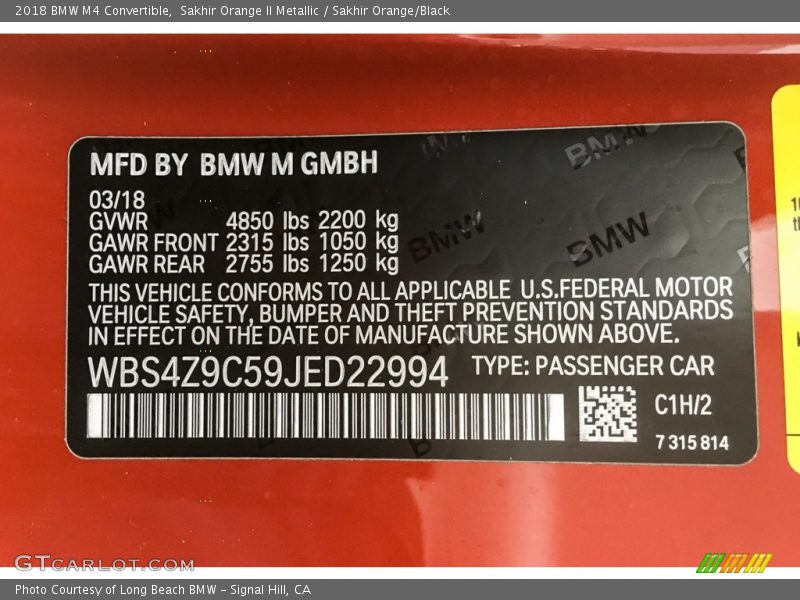 2018 BMW M4 Convertible,  Sakhir Orange II Metallic / Sakhir Orange/Black
MFD BY BMW M GMBH
03/18
GVWR 4850 lbs 2200 kg
GAWR FRONT 2315 lbs 1050 kg
GAWR REAR 2755 lbs 1250 kg
THIS VEHICLE CONFORMS TO ALL APPLICABLE U.S.FEDERAL MOTOR
VEHICLE SAFETY, BUMPER AND THEFT PREVENTION STANDARDS
IN EFFECT ON THE DATE OF MANUFACTURE SHOWN ABOVE.
WBS4Z9C59JED22994 TYPE: PASSENGER CAR
C1H/2
7 315 814
BMW
BMW
BMW
GTCARLOT.COM
Photo Courtesy of Long Beach BMW – Signal Hill, CA